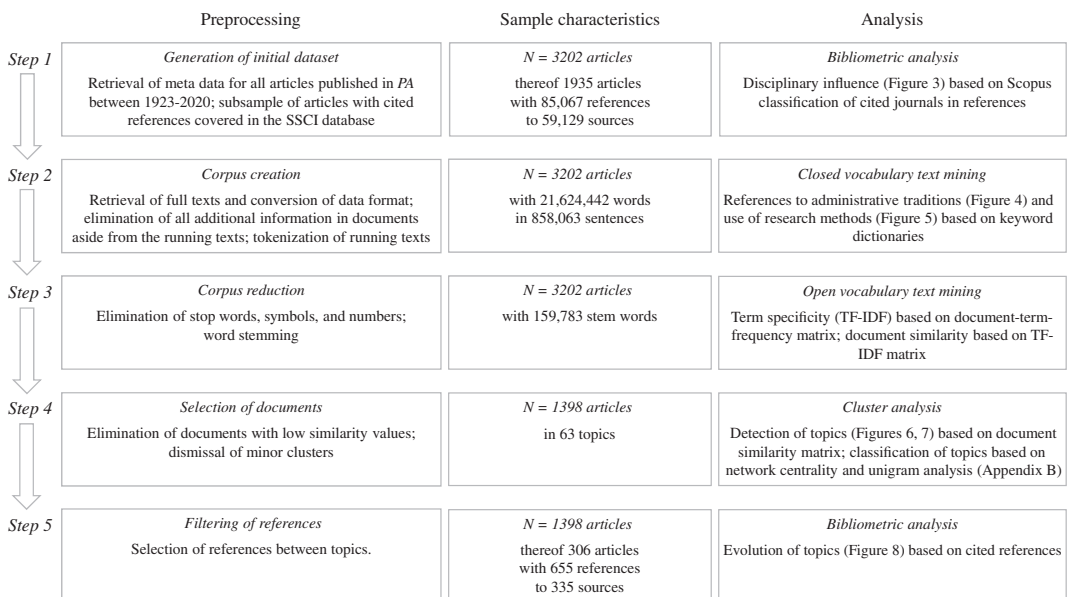 Preprocessing
Sample characteristics
Analysis
Step 1
Generation of initial dataset
Retrieval of meta data for all articles published in PA
between 1923-2020; subsample of articles with cited
references covered in the SSCI database
N = 3202 articles
thereof 1935 articles
with 85,067 references
to 59,129 sources
Bibliometric analysis
Disciplinary influence (Figure 3) based on Scopus
classification of cited journals in references
Step 2
Corpus creation
Retrieval of full texts and conversion of data format;
elimination of all additional information in documents
aside from the running texts; tokenization of running texts
N = 3202 articles
with 21,624,442 words
in 858,063 sentences
Closed vocabulary text mining
References to administrative traditions (Figure 4) and
use of research methods (Figure 5) based on keyword
dictionaries
Step 3
Corpus reduction
Elimination of stop words, symbols, and numbers;
word stemming
N = 3202 articles
with 159,783 stem words
Open vocabulary text mining
Term specificity (TF-IDF) based on document-term-
frequency matrix; document similarity based on TF-
IDF matrix
Step 4
Selection of documents
Elimination of documents with low similarity values;
dismissal of minor clusters
N = 1398 articles
in 63 topics
Cluster analysis
Detection of topics (Figures 6, 7) based on document
similarity matrix; classification of topics based on
network centrality and unigram analysis (Appendix B)
Step 5
Filtering of references
Selection of references between topics.
N = 1398 articles
thereof 306 articles
with 655 references
to 335 sources
Bibliometric analysis
Evolution of topics (Figure 8) based on cited references